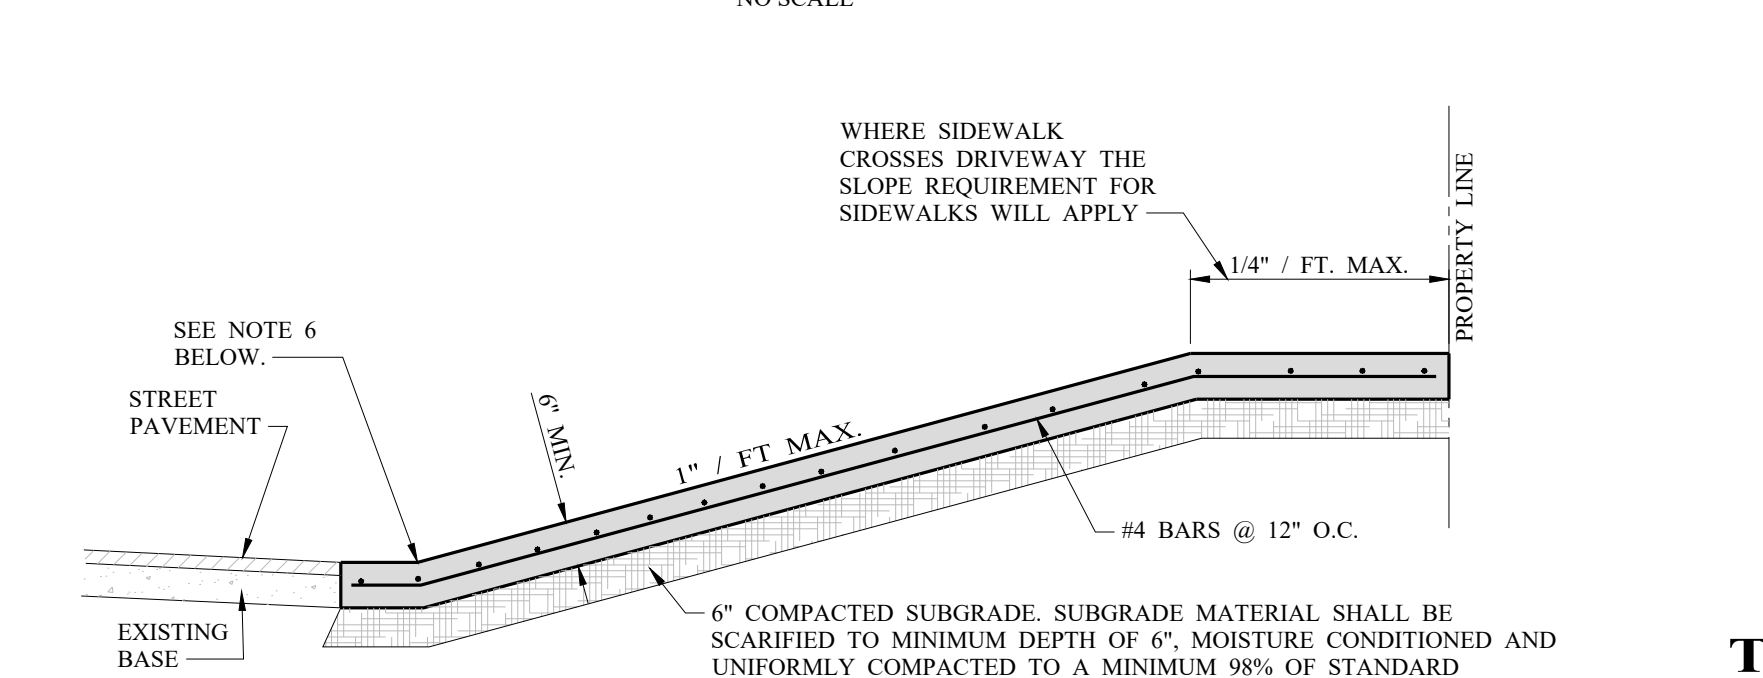 NO SCALE
WHERE SIDEWALK
CROSSES DRIVEWAY THE
SLOPE REQUIREMENT FOR
SIDEWALKS WILL APPLY
1/4" / FT. MAX.
PROPERTY LINE
SEE NOTE 6
BELOW.
STREET
PAVEMENT
6" MIN.
1" / FT MAX.
#4 BARS @ 12" O.C.
EXISTING
BASE
6" COMPACTED SUBGRADE. SUBGRADE MATERIAL SHALL BE
SCARIFIED TO MINIMUM DEPTH OF 6", MOISTURE CONDITIONED AND
UNIFORMLY COMPACTED TO A MINIMUM 98% OF STANDARD
T